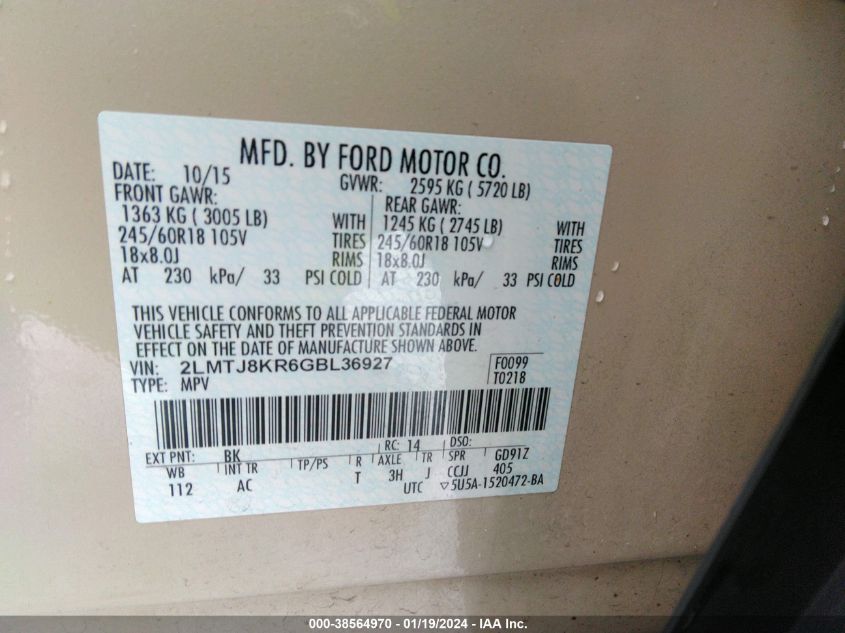 MFD. BY FORD MOTOR CO.
DATE: 10/15 GVWR: 2595 KG ( 5720 LB)
FRONT GAWR: REAR GAWR:
1363 KG ( 3005 LB) WITH 1245 KG ( 2745 LB) WITH
245/60R18 105V TIRES 245/60R18 105V TIRES
18x8.0J RIMS 18x8.0J RIMS
AT 230 kPa/ 33 PSI COLD AT 230 kPa/ 33 PSI COLD
THIS VEHICLE CONFORMS TO ALL APPLICABLE FEDERAL MOTOR
VEHICLE SAFETY AND THEFT PREVENTION STANDARDS IN
EFFECT ON THE DATE OF MANUFACTURE SHOWN ABOVE.
VIN: 2LMTJ8KR6GBL36927 F0099
TYPE: MPV T0218
EXT PNT: BK RC: 14 DSO:
WB INT TR TP/PS R AXLE TR SPR GD91Z
112 AC T 3H J CCJJ 405
UTC ▽5U5A-1520472-BA
000-38564970 - 01/19/2024 - IAA Inc.